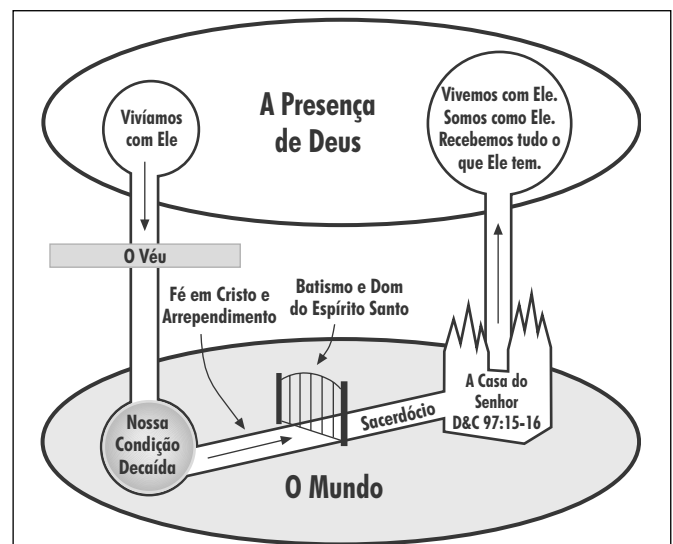 Vivíamos
com Ele
A Presença
de Deus
Vivemos com Ele.
Somos como Ele.
Recebemos tudo o
que Ele tem.
O Véu
Fé em Cristo e
Arrependimento
Batismo e Dom
do Espírito Santo
Nossa
Condição
Decaída
Sacerdócio
A Casa do
Senhor
D&C 97:15-16
O Mundo